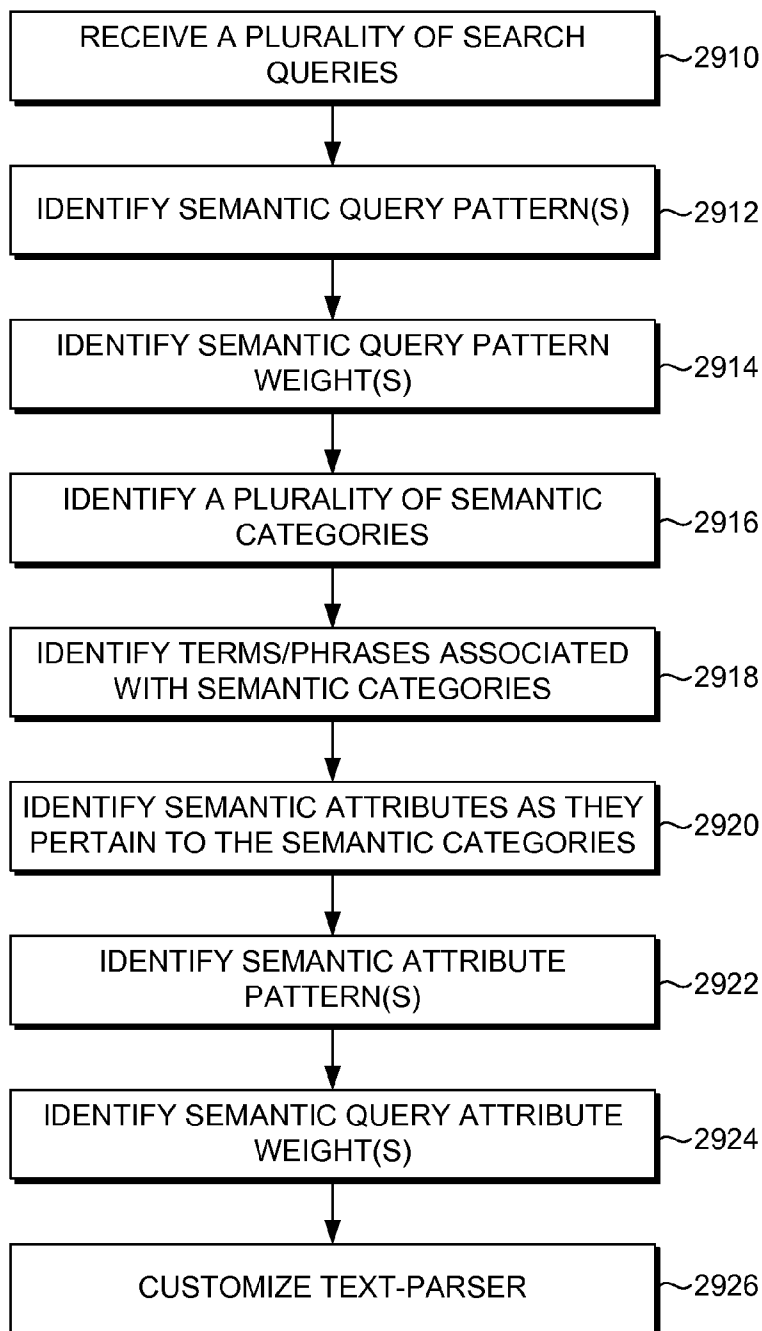 RECEIVE A PLURALITY OF SEARCH
QUERIES
2910
IDENTIFY SEMANTIC QUERY PATTERN(S)
2912
IDENTIFY SEMANTIC QUERY PATTERN
WEIGHT(S)
2914
IDENTIFY A PLURALITY OF SEMANTIC
CATEGORIES
2916
IDENTIFY TERMS/PHRASES ASSOCIATED
WITH SEMANTIC CATEGORIES
2918
IDENTIFY SEMANTIC ATTRIBUTES AS THEY
PERTAIN TO THE SEMANTIC CATEGORIES
2920
IDENTIFY SEMANTIC ATTRIBUTE
PATTERN(S)
2922
IDENTIFY SEMANTIC QUERY ATTRIBUTE
WEIGHT(S)
2924
CUSTOMIZE TEXT-PARSER
2926